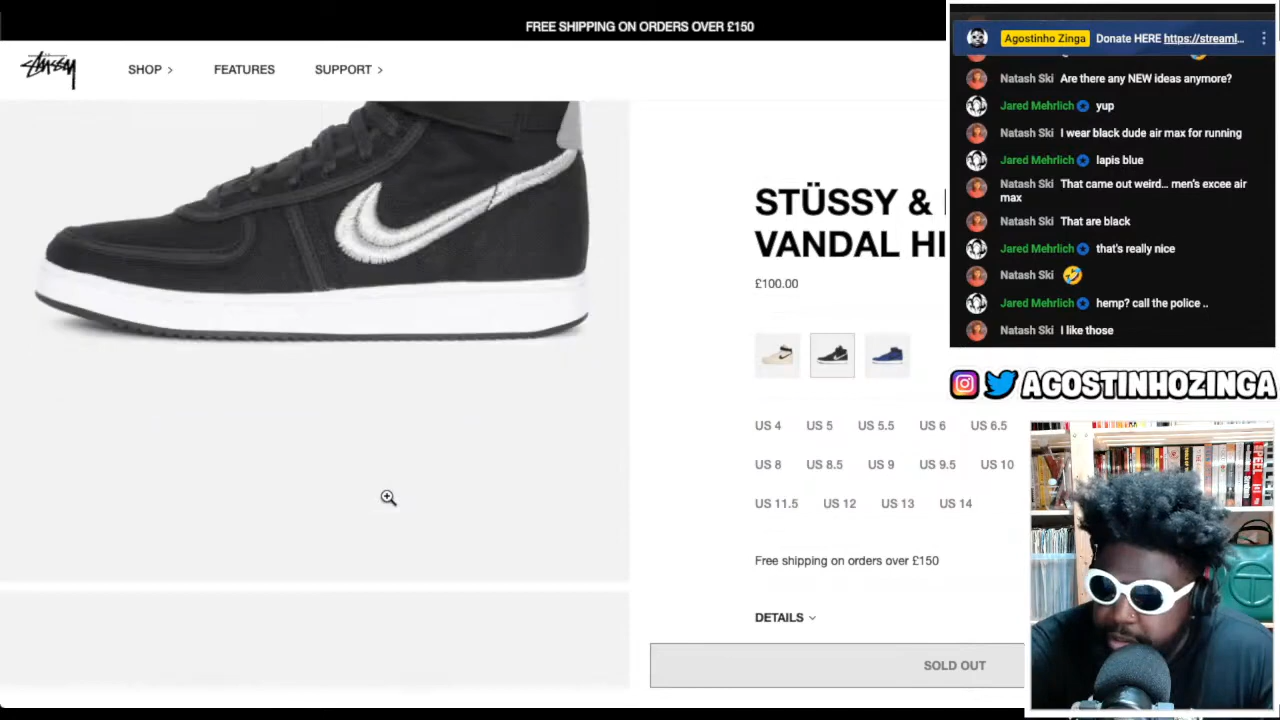 FREE SHIPPING ON ORDERS OVER £150
STÜSSY
SHOP >
FEATURES
SUPPORT >
STÜSSY &
VANDAL HI
£100.00
US 4 US 5 US 5.5 US 6 US 6.5
US 8 US 8.5 US 9 US 9.5 US 10
US 11.5 US 12 US 13 US 14
Free shipping on orders over £150
DETAILS
SOLD OUT
Agostinho Zinga Donate HERE https://streaml...
Natash Ski Are there any NEW ideas anymore?
Jared Mehrlich yup
Natash Ski I wear black dude air max for running
Jared Mehrlich lapis blue
Natash Ski That came out weird... men's excee air
max
Natash Ski That are black
Jared Mehrlich that's really nice
Natash Ski 🤣
Jared Mehrlich hemp? call the police ..
Natash Ski I like those
AGOSTINHOZINGA